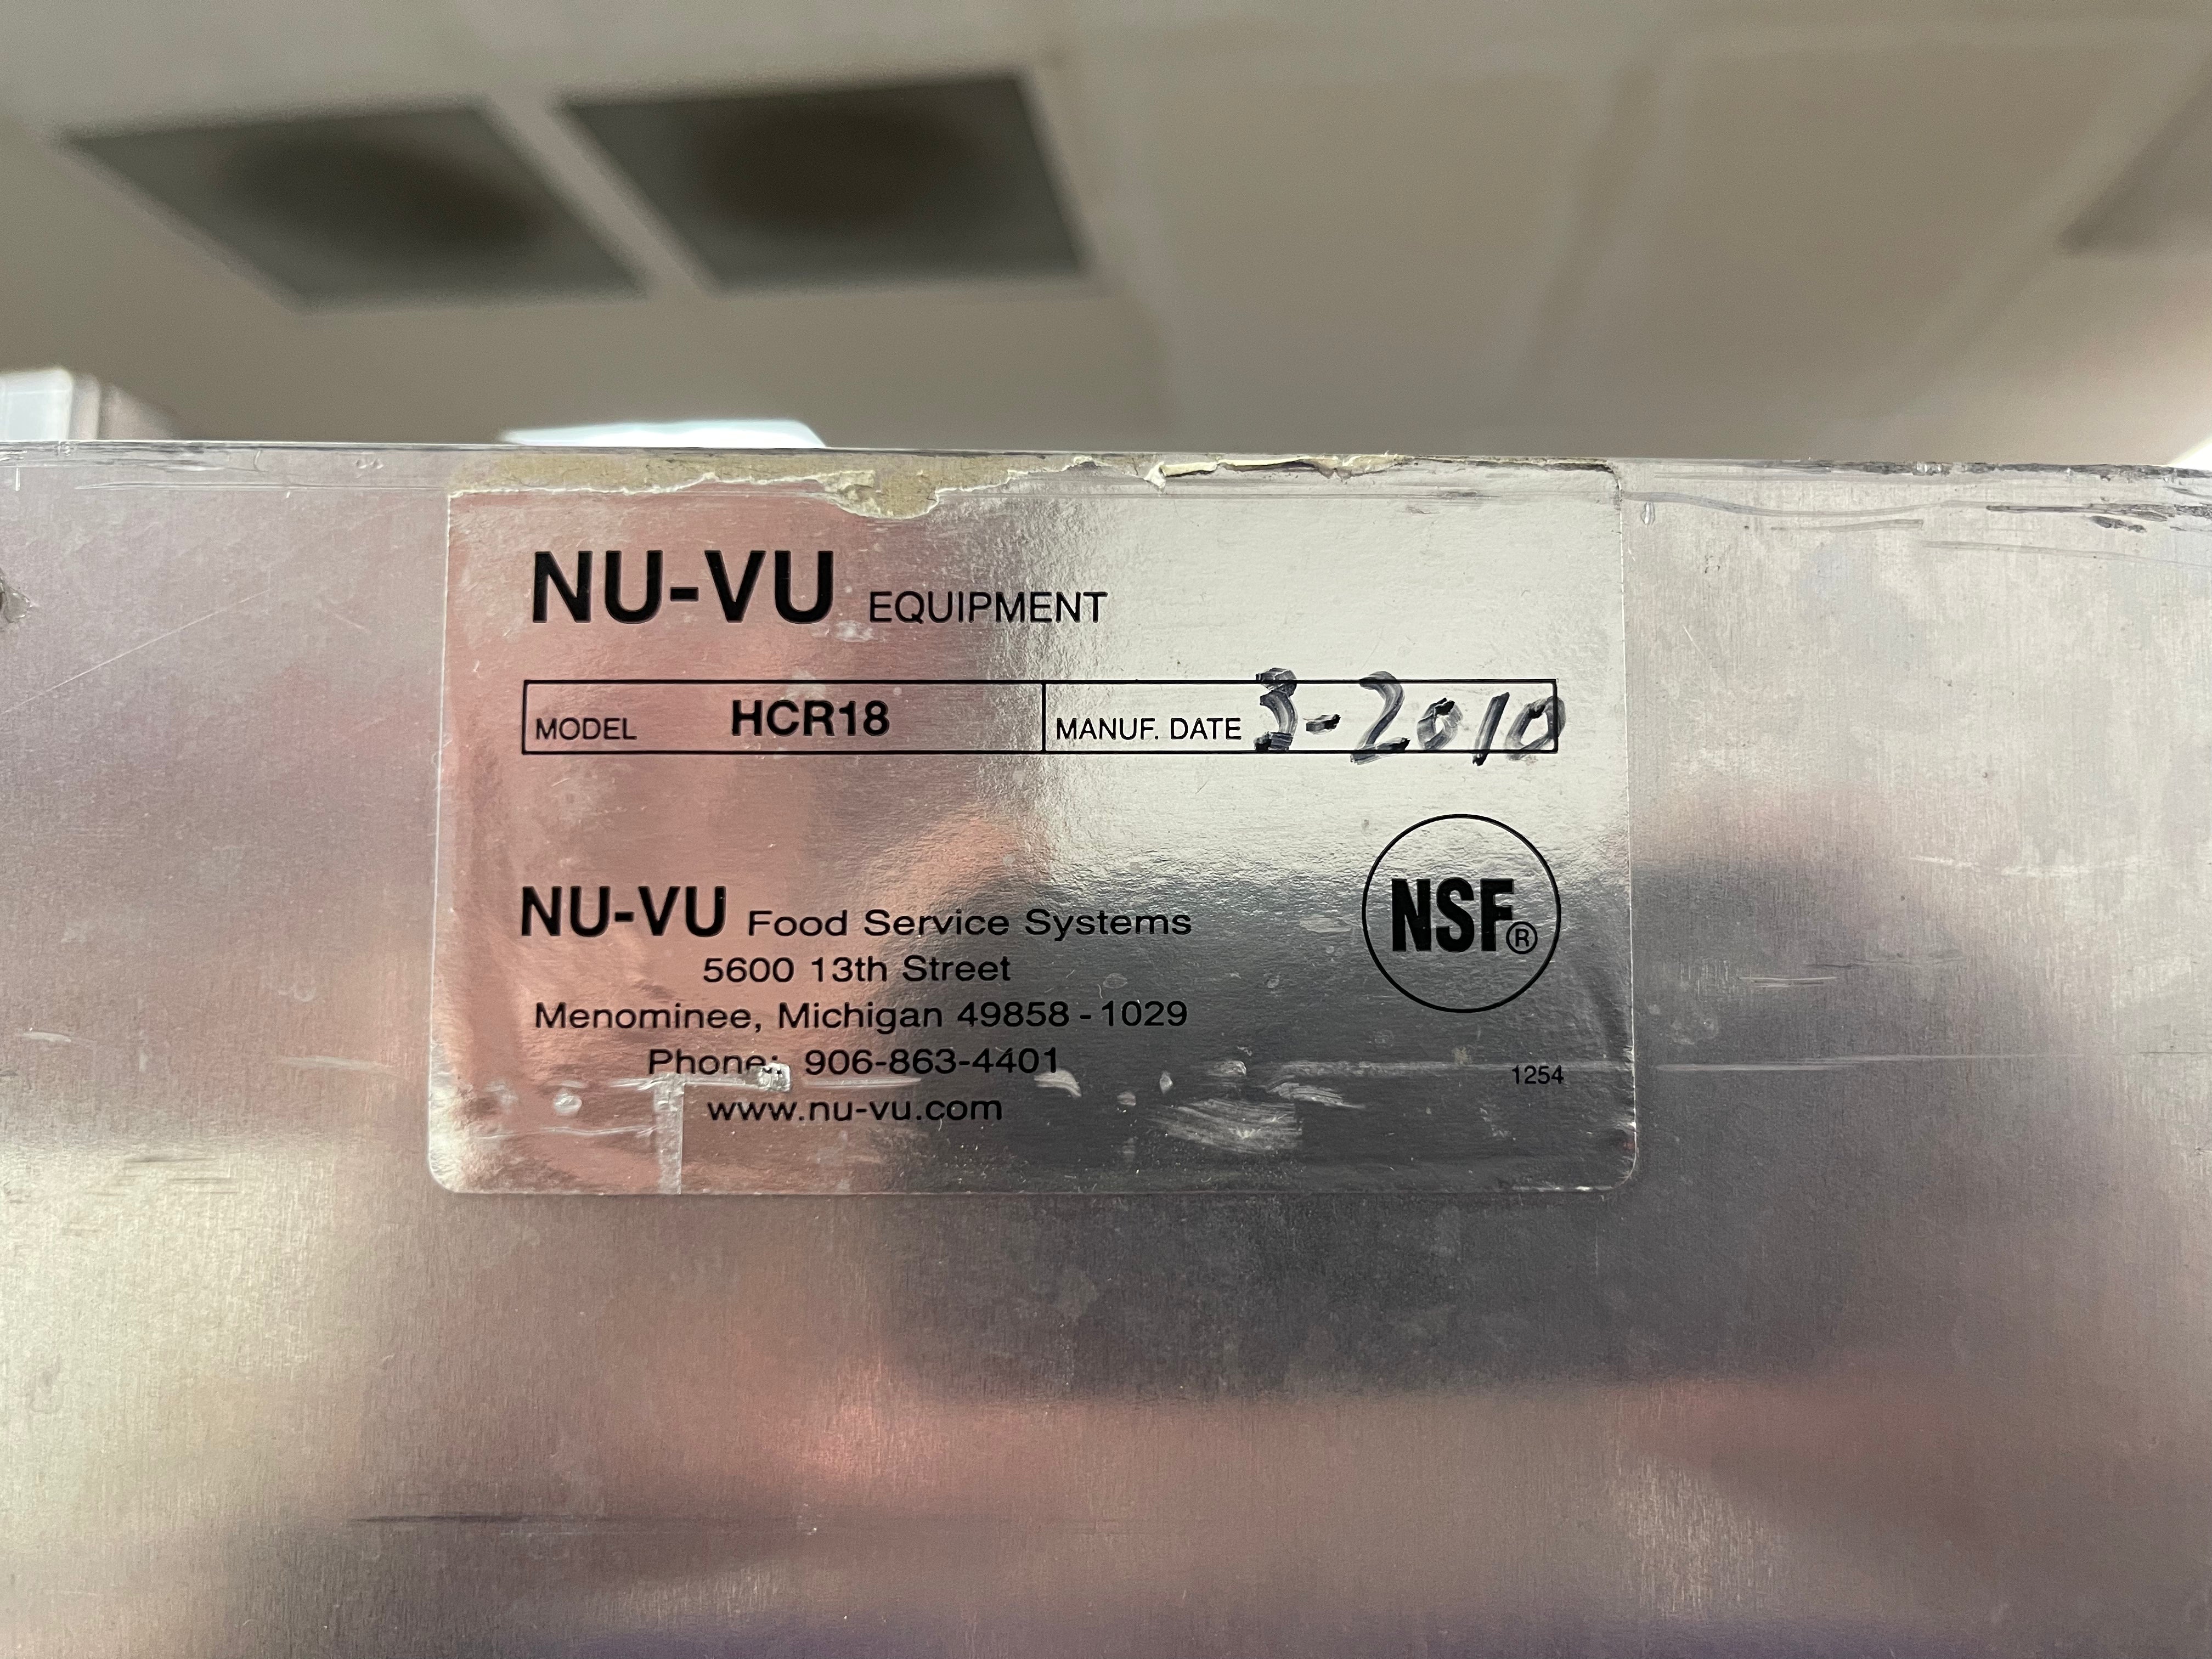 NU-VU EQUIPMENT
MODEL HCR18 MANUF. DATE 3-2010
NU-VU Food Service Systems
5600 13th Street
Menominee, Michigan 49858-1029
Phone: 906-863-4401
www.nu-vu.com
NSF®
1254